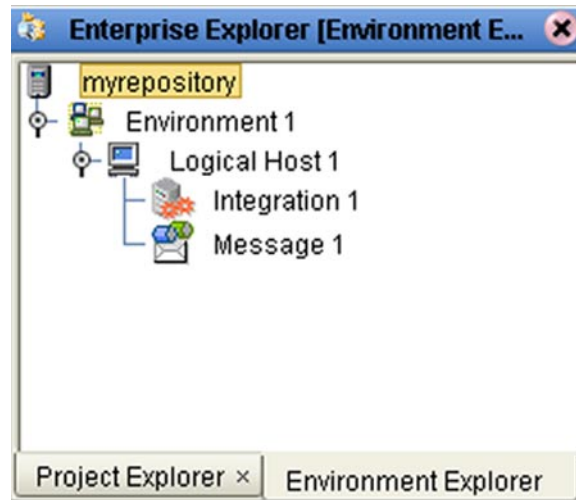 Enterprise Explorer [Environment E...
myrepository
Environment 1
Logical Host 1
Integration 1
Message 1
Project Explorer × Environment Explorer